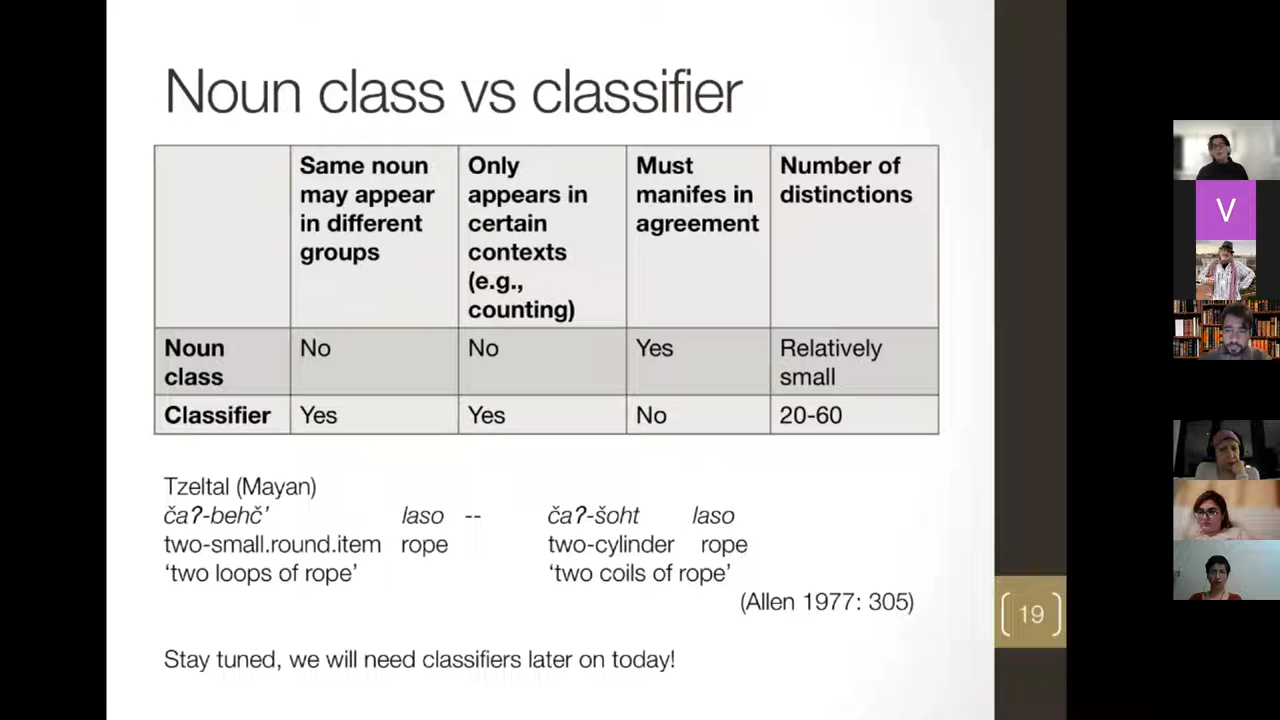 Noun class vs classifier
Same noun may appear in different groups
Only appears in certain contexts (e.g., counting)
Must manifes in agreement
Number of distinctions
Noun class
No
No
Yes
Relatively small
Classifier
Yes
Yes
No
20-60
Tzeltal (Mayan)
čaʔ-behč’ laso -- čaʔ-šoht laso
two-small.round.item rope two-cylinder rope
‘two loops of rope’ ‘two coils of rope’
(Allen 1977: 305)
19
Stay tuned, we will need classifiers later on today!
V